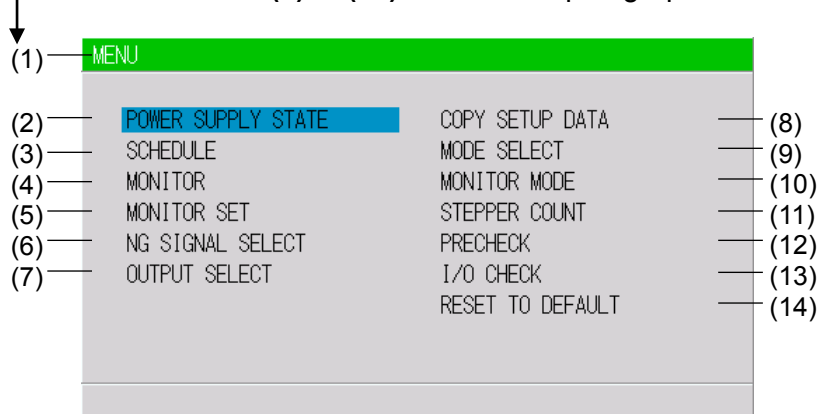 (1) MENU
(2) POWER SUPPLY STATE COPY SETUP DATA (8)
(3) SCHEDULE MODE SELECT (9)
(4) MONITOR MONITOR MODE (10)
(5) MONITOR SET STEPPER COUNT (11)
(6) NG SIGNAL SELECT PRECHECK (12)
(7) OUTPUT SELECT I/O CHECK (13)
RESET TO DEFAULT (14)